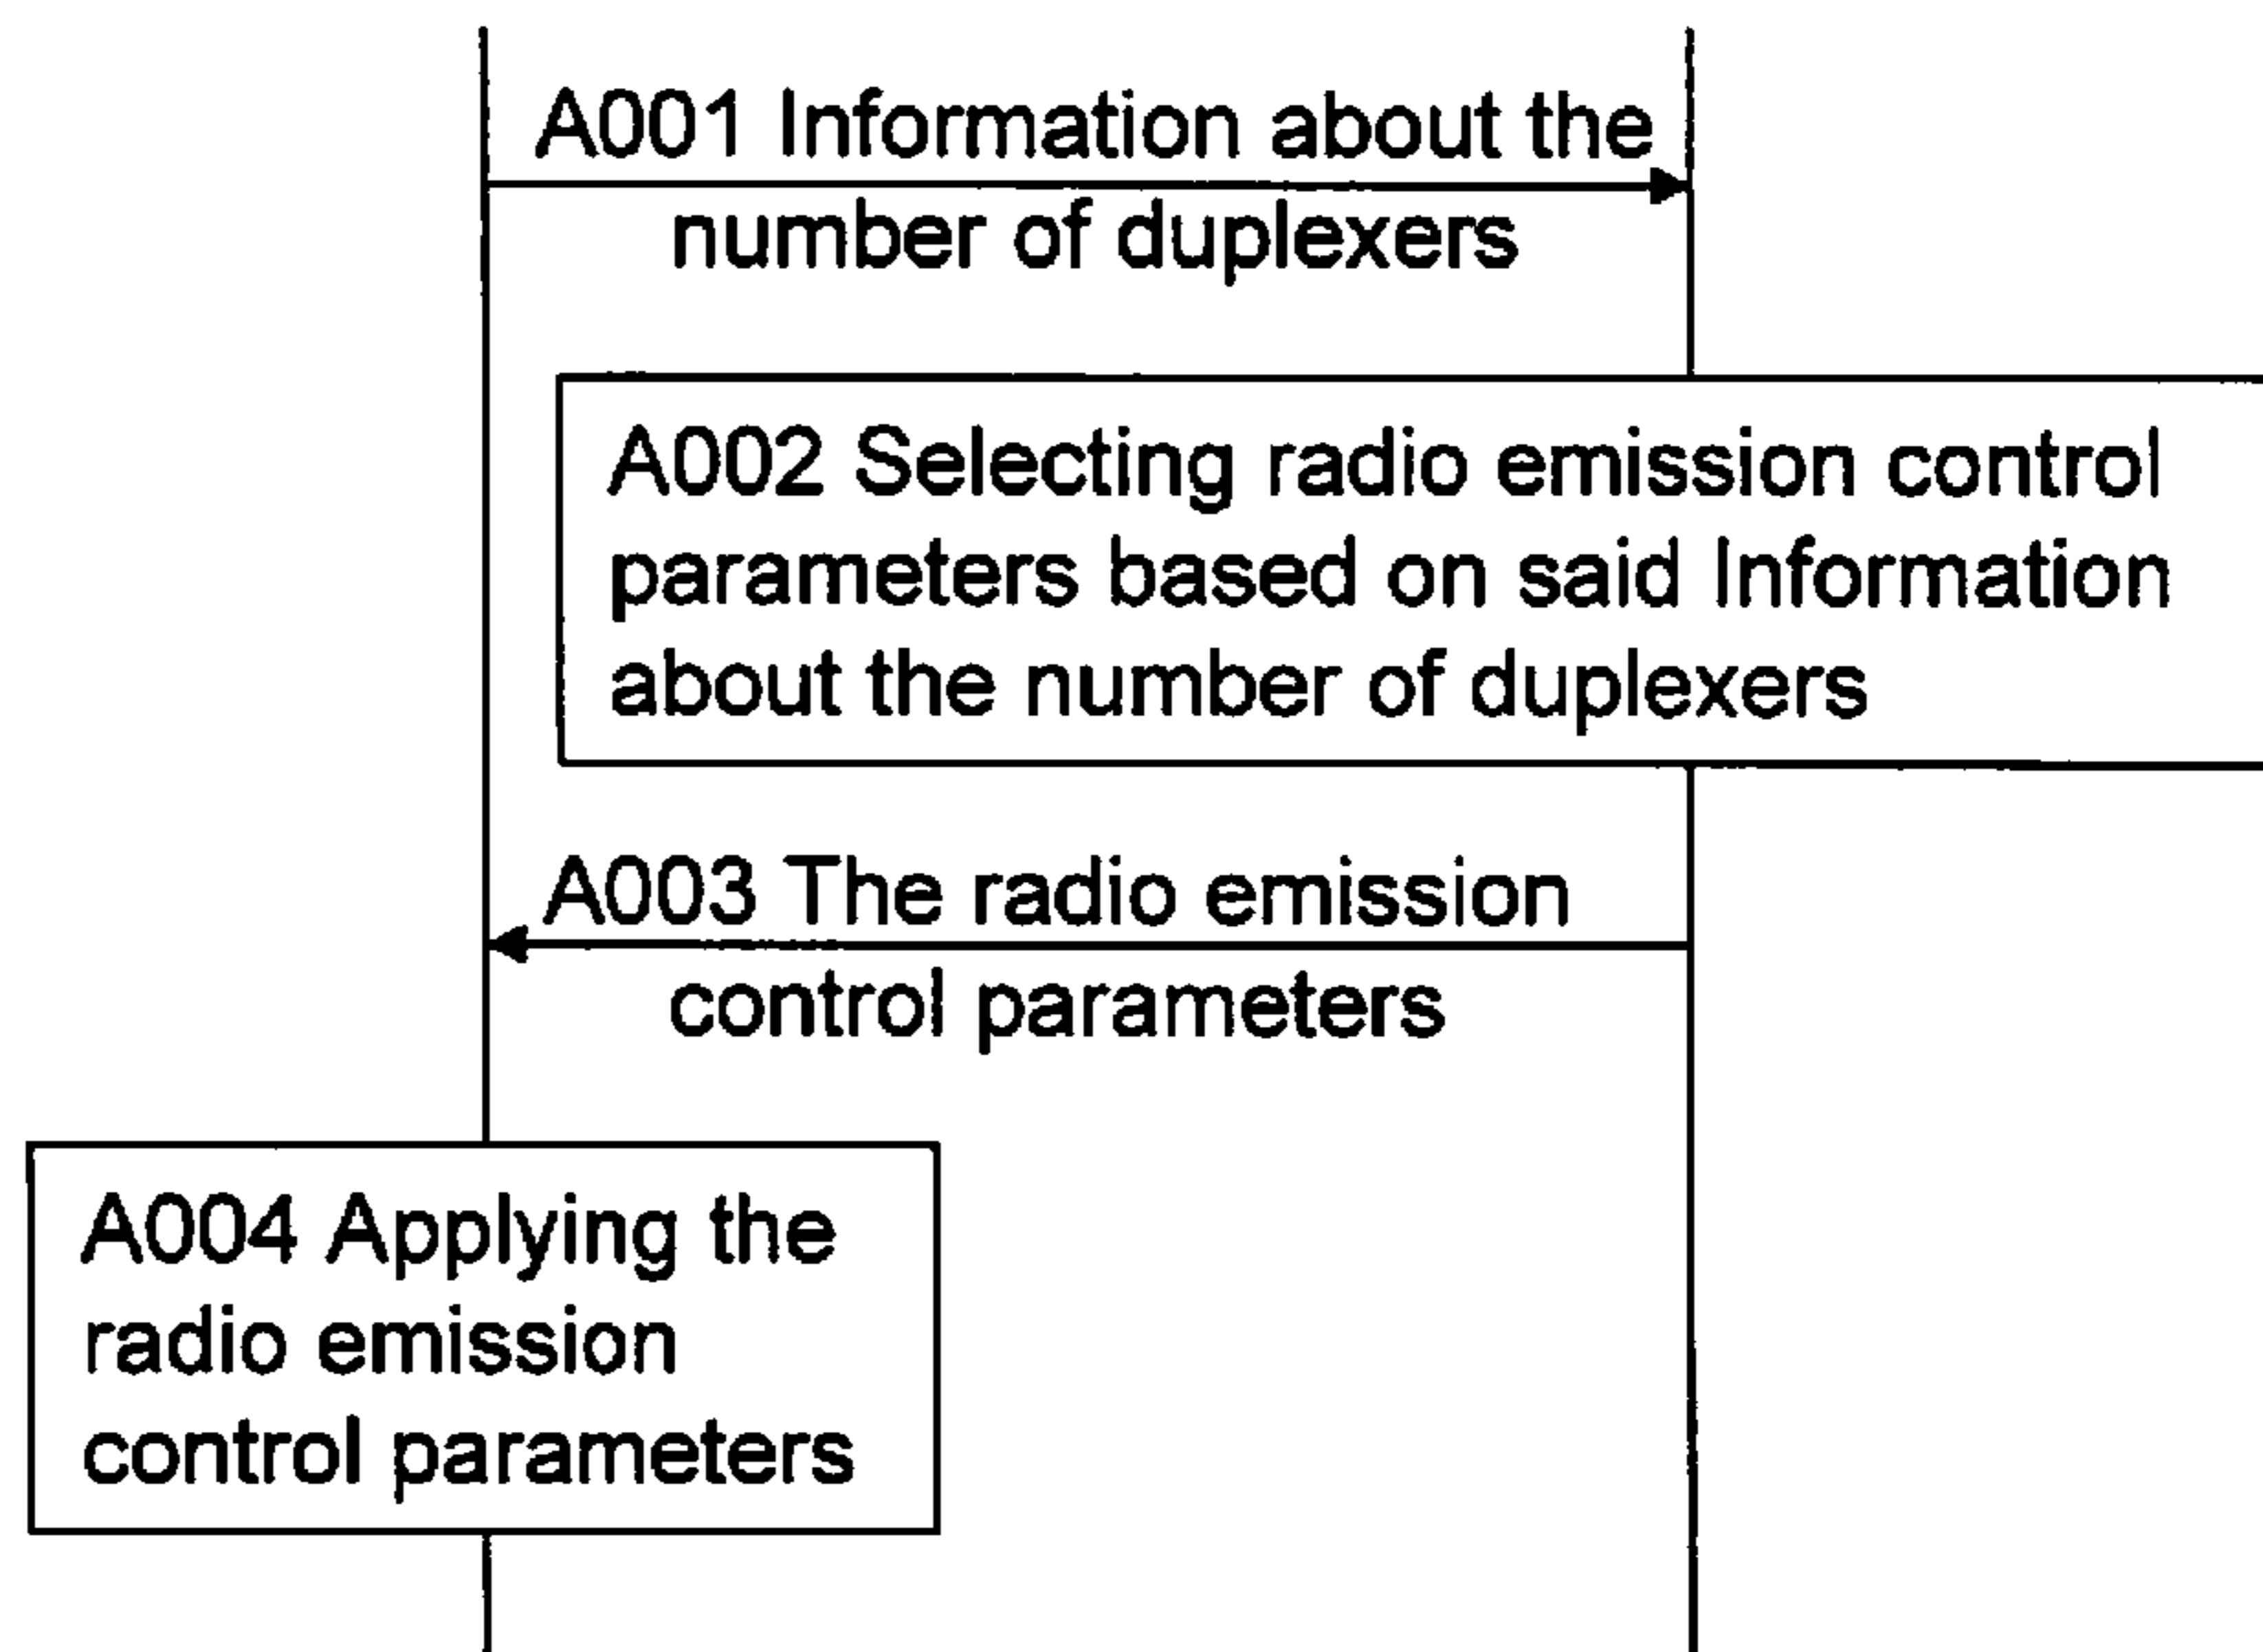 A001 Information about the
number of duplexers
A002 Selecting radio emission control
parameters based on said Information
about the number of duplexers
A003 The radio emission
control parameters
A004 Applying the
radio emission
control parameters